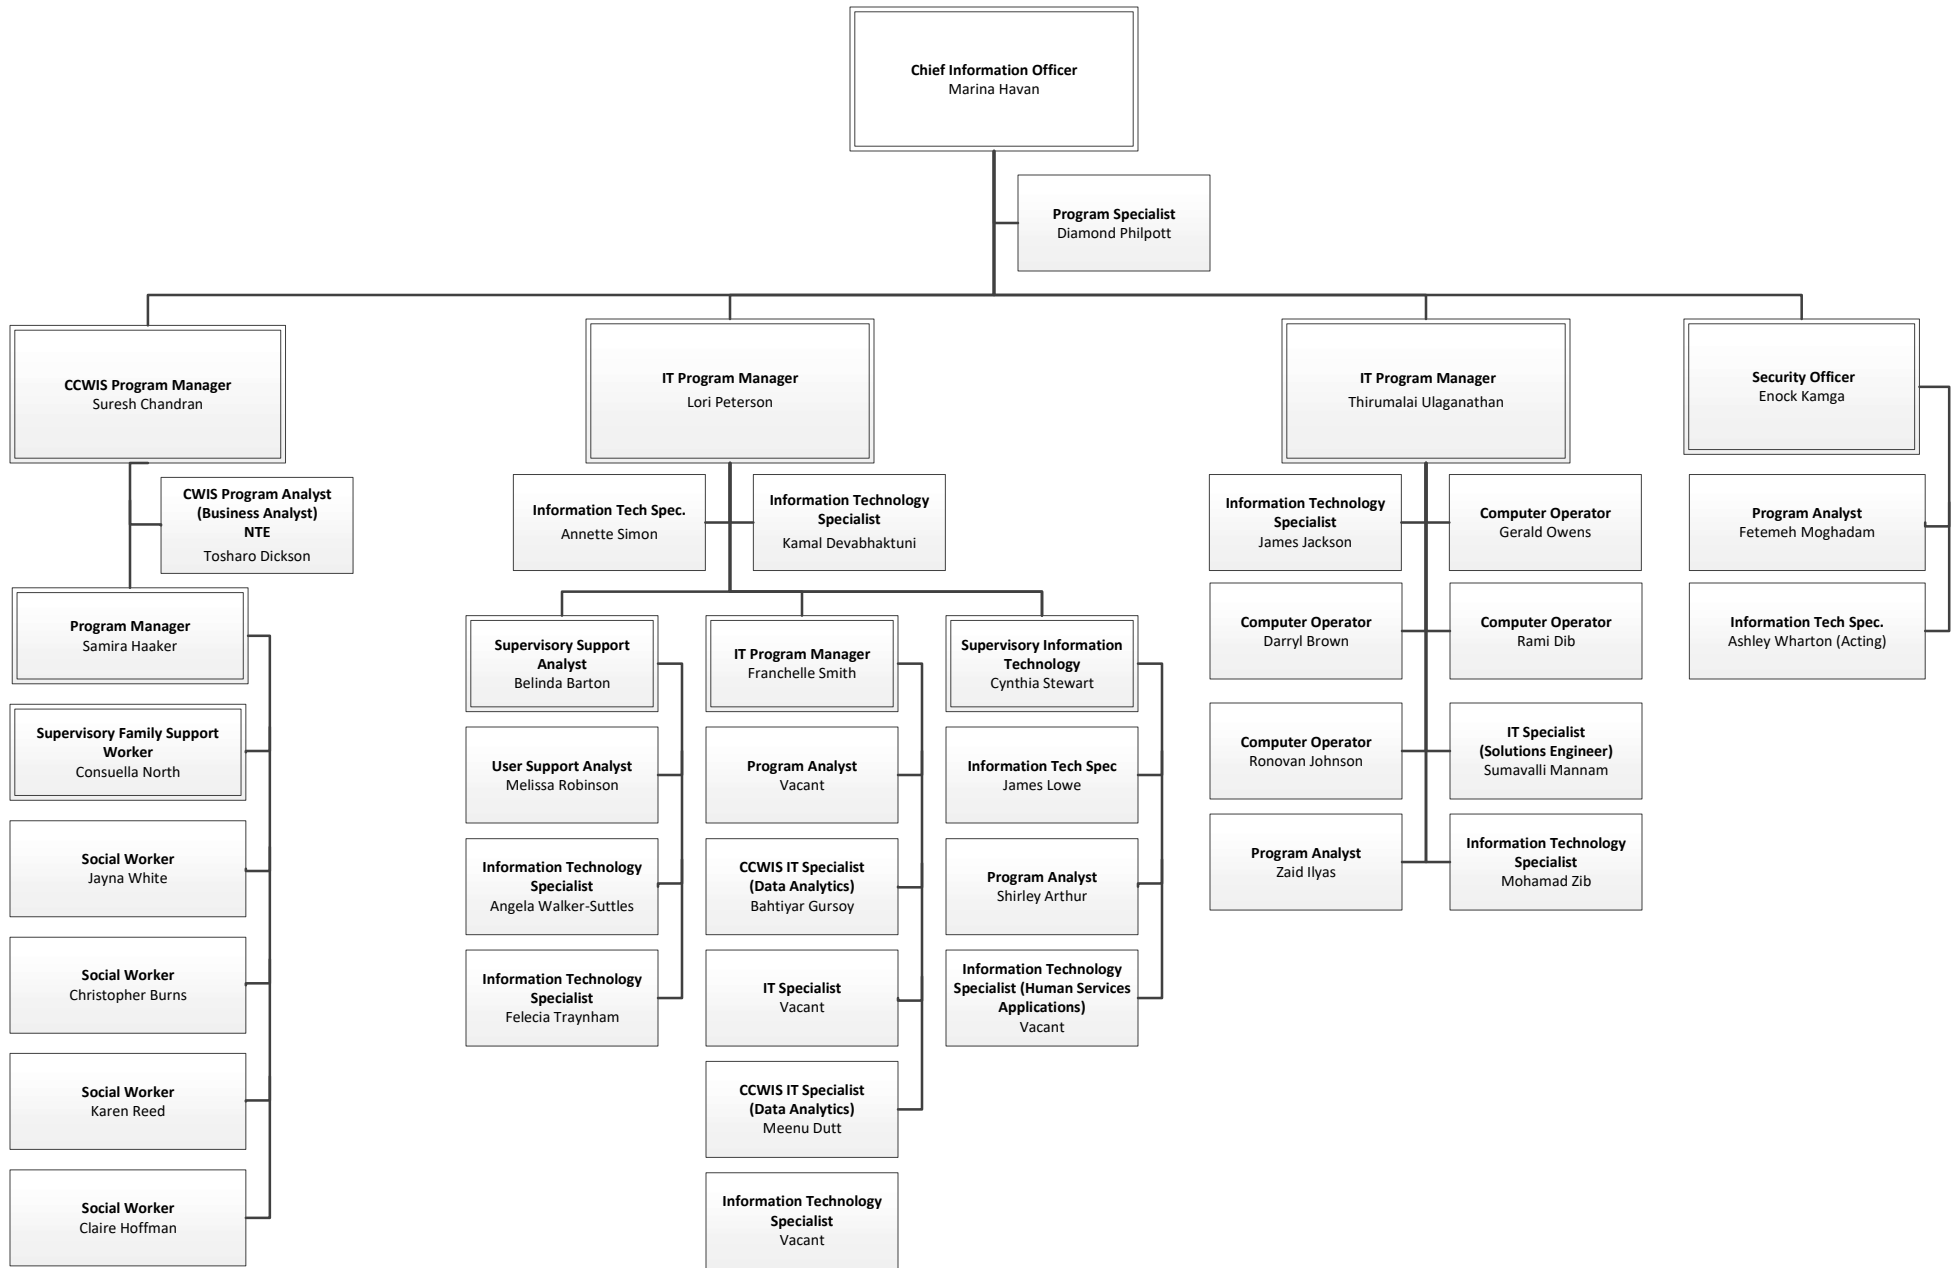 Chief Information Officer
Marina Havan
Program Specialist
Diamond Philpott
CCWIS Program Manager
Suresh Chandran
IT Program Manager
Lori Peterson
IT Program Manager
Thirumalai Ulaganathan
Security Officer
Enock Kamga
CWIS Program Analyst
(Business Analyst)
NTE
Tosharo Dickson
Program Manager
Samira Haaker
Supervisory Family Support
Worker
Consuella North
Social Worker
Jayna White
Social Worker
Christopher Burns
Social Worker
Karen Reed
Social Worker
Claire Hoffman
Information Tech Spec.
Annette Simon
Information Technology
Specialist
Kamal Devabhaktuni
Supervisory Support
Analyst
Belinda Barton
User Support Analyst
Melissa Robinson
Information Technology
Specialist
Angela Walker-Suttles
Information Technology
Specialist
Felecia Traynham
IT Program Manager
Franchelle Smith
Program Analyst
Vacant
CCWIS IT Specialist
(Data Analytics)
Bahtiyar Gursoy
IT Specialist
Vacant
CCWIS IT Specialist
(Data Analytics)
Meenu Dutt
Information Technology
Specialist
Vacant
Supervisory Information
Technology
Cynthia Stewart
Information Tech Spec
James Lowe
Program Analyst
Shirley Arthur
Information Technology
Specialist (Human Services
Applications)
Vacant
Information Technology
Specialist
James Jackson
Computer Operator
Gerald Owens
Computer Operator
Darryl Brown
Computer Operator
Rami Dib
Computer Operator
Ronovan Johnson
IT Specialist
(Solutions Engineer)
Sumavalli Mannam
Program Analyst
Zaid Ilyas
Information Technology
Specialist
Mohamad Zib
Program Analyst
Fetemeh Moghadam
Information Tech Spec.
Ashley Wharton (Acting)